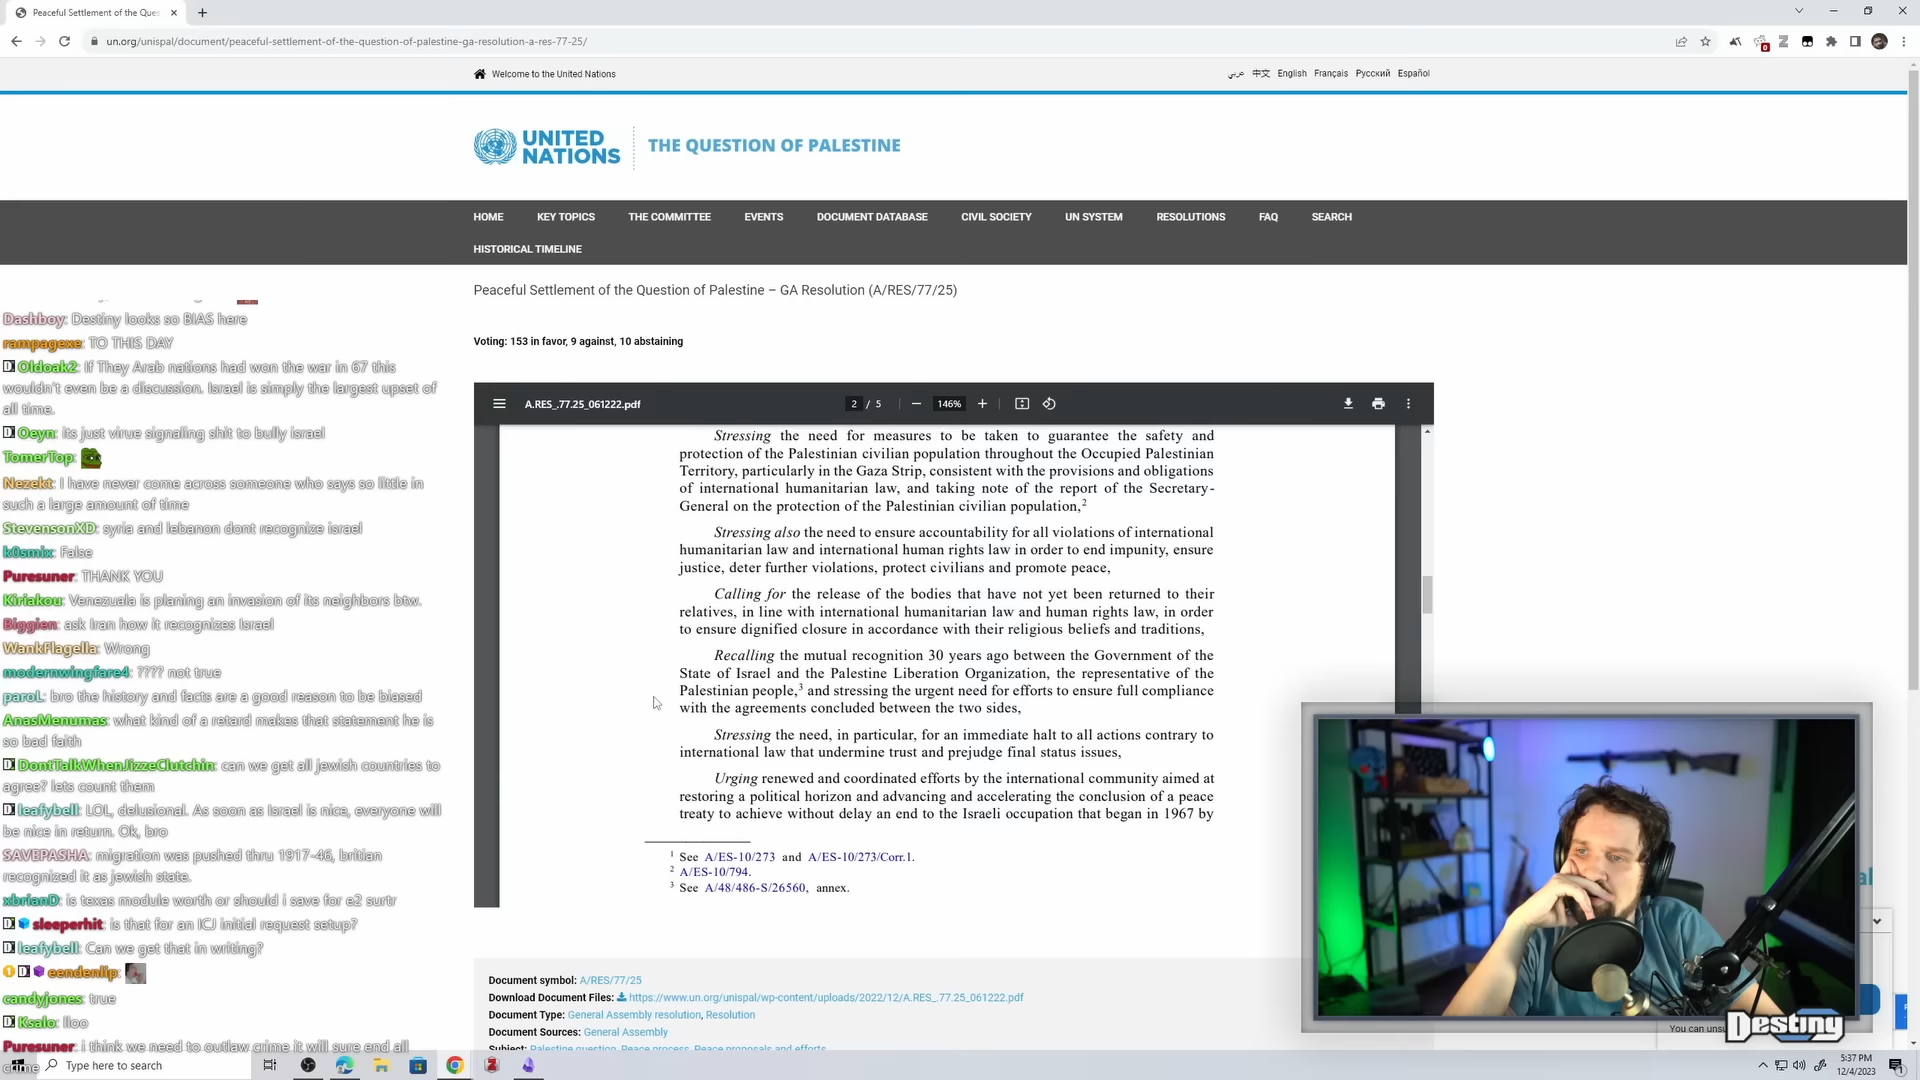 Peaceful Settlement of the Ques
un.org/unispal/document/peaceful-settlement-of-the-question-of-palestine-ga-resolution-a-res-77-25/
Welcome to the United Nations
عربي 中文 English Français Русский Español
UNITED NATIONS
THE QUESTION OF PALESTINE
HOME KEY TOPICS THE COMMITTEE EVENTS DOCUMENT DATABASE CIVIL SOCIETY UN SYSTEM RESOLUTIONS FAQ SEARCH
HISTORICAL TIMELINE
Peaceful Settlement of the Question of Palestine – GA Resolution (A/RES/77/25)
Voting: 153 in favor, 9 against, 10 abstaining
A.RES_.77.25_061222.pdf 2 / 5 146%
Stressing the need for measures to be taken to guarantee the safety and
protection of the Palestinian civilian population throughout the Occupied Palestinian
Territory, particularly in the Gaza Strip, consistent with the provisions and obligations
of international humanitarian law, and taking note of the report of the Secretary-
General on the protection of the Palestinian civilian population,2
Stressing also the need to ensure accountability for all violations of international
humanitarian law and international human rights law in order to end impunity, ensure
justice, deter further violations, protect civilians and promote peace,
Calling for the release of the bodies that have not yet been returned to their
relatives, in line with international humanitarian law and human rights law, in order
to ensure dignified closure in accordance with their religious beliefs and traditions,
Recalling the mutual recognition 30 years ago between the Government of the
State of Israel and the Palestine Liberation Organization, the representative of the
Palestinian people,3 and stressing the urgent need for efforts to ensure full compliance
with the agreements concluded between the two sides,
Stressing the need, in particular, for an immediate halt to all actions contrary to
international law that undermine trust and prejudge final status issues,
Urging renewed and coordinated efforts by the international community aimed at
restoring a political horizon and advancing and accelerating the conclusion of a peace
treaty to achieve without delay an end to the Israeli occupation that began in 1967 by
1 See A/ES-10/273 and A/ES-10/273/Corr.1.
2 A/ES-10/794.
3 See A/48/486-S/26560, annex.
Document symbol: A/RES/77/25
Download Document Files: https://www.un.org/unispal/wp-content/uploads/2022/12/A.RES_.77.25_061222.pdf
Document Type: General Assembly resolution, Resolution
Document Sources: General Assembly
Subject: Palestine question, Peace process, Peace proposals and efforts
Dashboy: Destiny looks so BIAS here
rampagexe: TO THIS DAY
Oldoak2: If They Arab nations had won the war in 67 this
wouldn't even be a discussion. Israel is simply the largest upset of
all time.
Oeyn: its just virue signaling shit to bully israel
TomerTop:
Nezekt: I have never come across someone who says so little in
such a large amount of time
StevensonXD: syria and lebanon dont recognize israel
k0smix: False
Puresuner: THANK YOU
Kiriakou: Venezuala is planing an invasion of its neighbors btw.
Biggien: ask Iran how it recognizes Israel
WankFlagella: Wrong
modernwingfare4: ???? not true
paroL: bro the history and facts are a good reason to be biased
AnasMenumas: what kind of a retard makes that statement he is
so bad faith
DontTalkWhenJizzeClutchin: can we get all jewish countries to
agree? lets count them
leafybell: LOL, delusional. As soon as Israel is nice, everyone will
be nice in return. Ok, bro
SAVEPASHA: migration was pushed thru 1917-46, britian
recognized it as jewish state.
xbrianD: is texas module worth or should i save for e2 surtr
sleeperhit: is that for an ICJ initial request setup?
leafybell: Can we get that in writing?
eendenlip:
candyjones: true
Ksalo: lloo
Puresuner: i think we need to outlaw crime it will sure end all
crime
al
You can unsu
Destiny
Type here to search
5:37 PM
12/4/2023